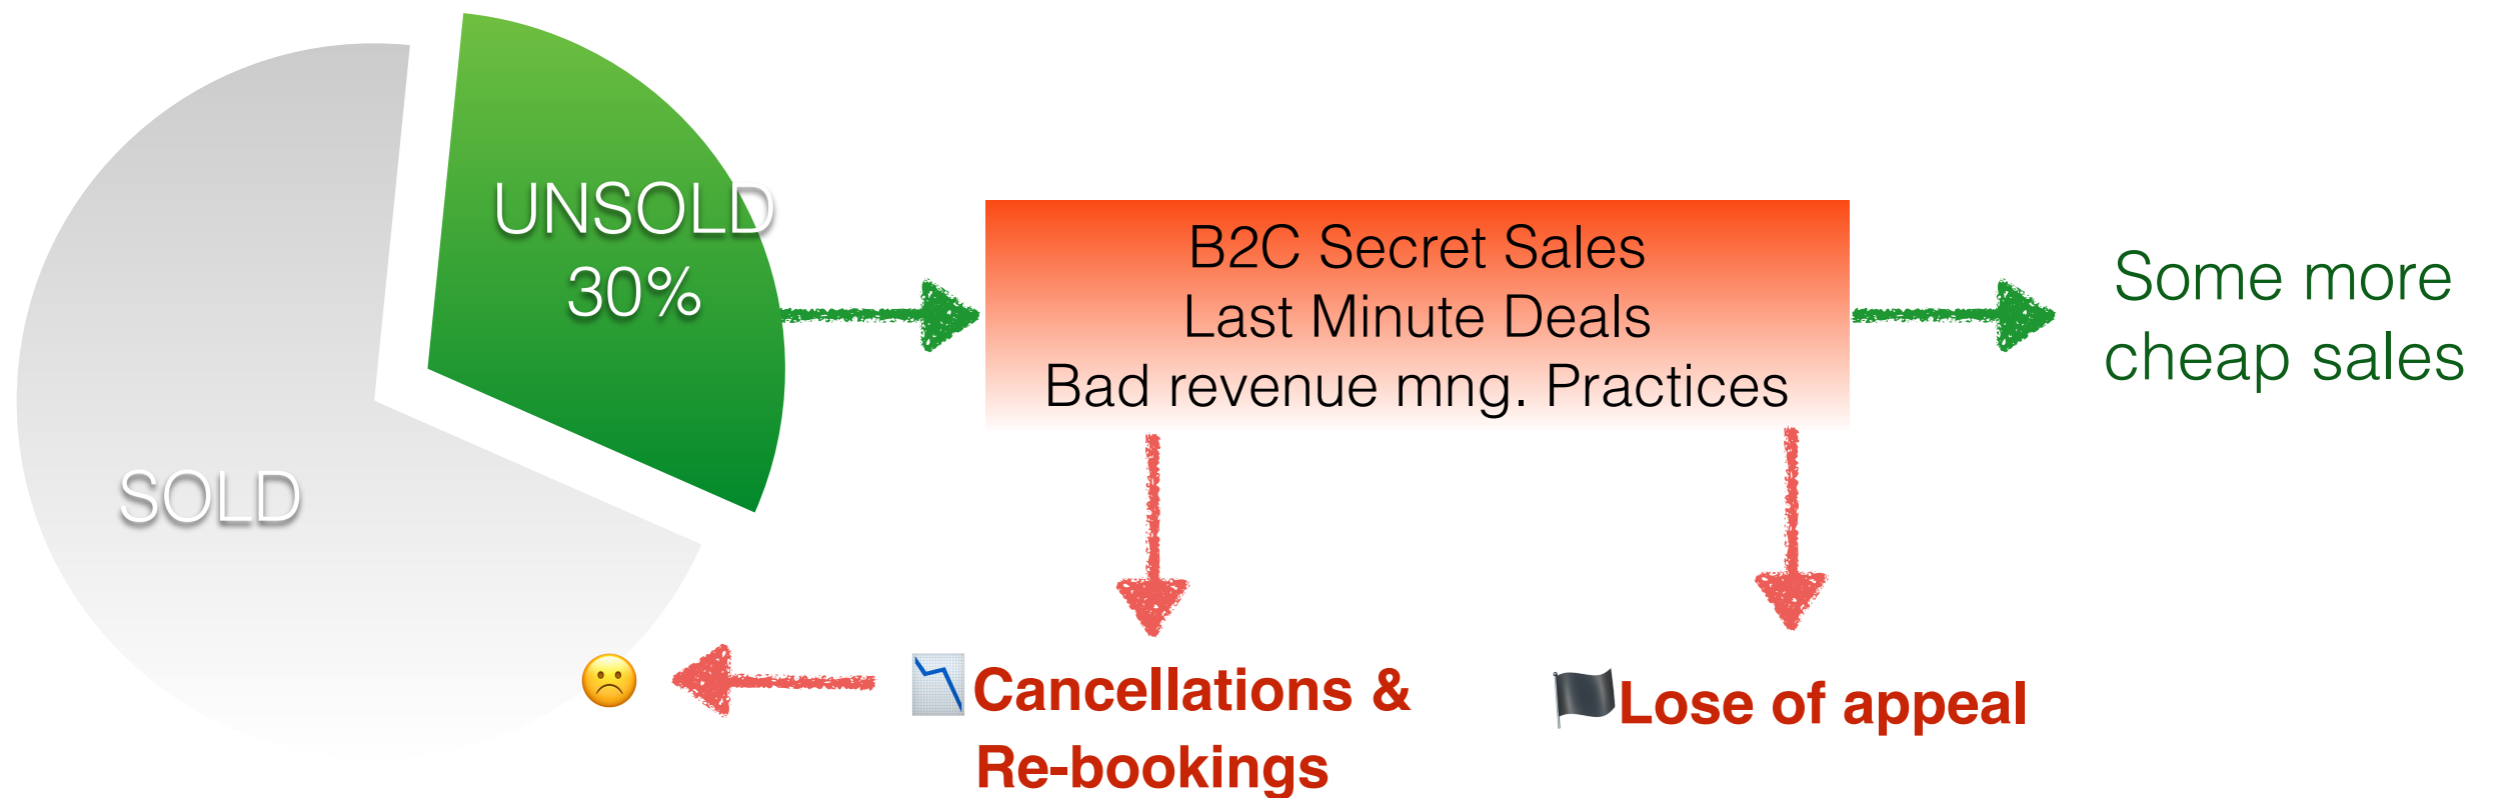 UNSOLD
30%
SOLD
B2C Secret Sales
Last Minute Deals
Bad revenue mng. Practices
Some more
cheap sales
Cancellations &
Re-bookings
Lose of appeal